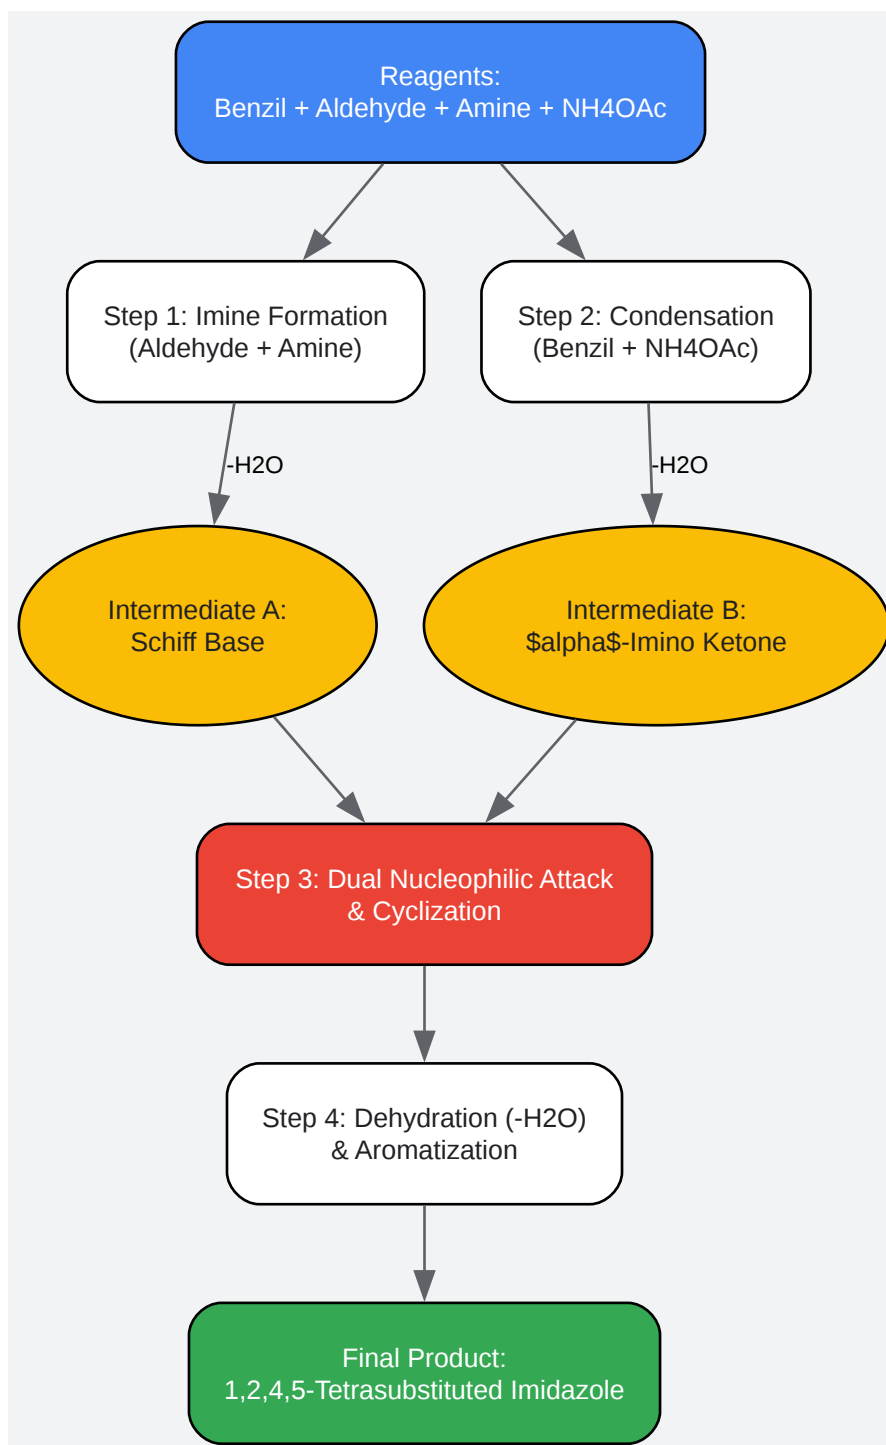 Reagents:
Benzil + Aldehyde + Amine + NH4OAc
Step 1: Imine Formation
(Aldehyde + Amine)
Step 2: Condensation
(Benzil + NH4OAc)
-H2O
-H2O
Intermediate A:
Schiff Base
Intermediate B:
$alpha$-Imino Ketone
Step 3: Dual Nucleophilic Attack
& Cyclization
Step 4: Dehydration (-H2O)
& Aromatization
Final Product:
1,2,4,5-Tetrasubstituted Imidazole